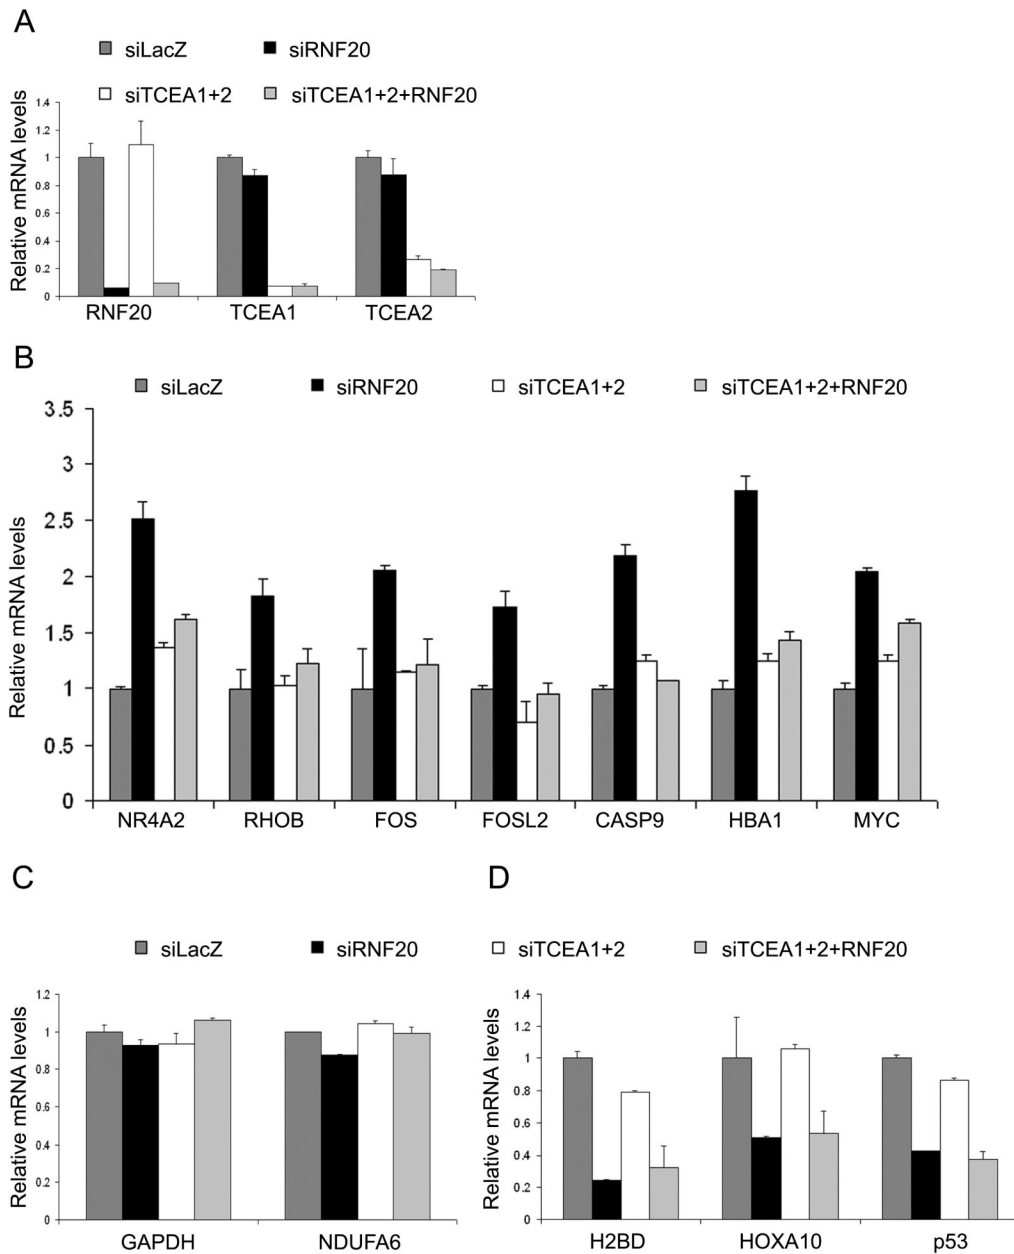 A
siLacZ siRNF20
siTCEA1+2 siTCEA1+2+RNF20
Relative mRNA levels
1.4
1.2
1
0.8
0.6
0.4
0.2
0
RNF20 TCEA1 TCEA2
B
siLacZ siRNF20 siTCEA1+2 siTCEA1+2+RNF20
Relative mRNA levels
3.5
3
2.5
2
1.5
1
0.5
0
NR4A2 RHOB FOS FOSL2 CASP9 HBA1 MYC
C D
siLacZ siRNF20 siTCEA1+2 siTCEA1+2+RNF20
Relative mRNA levels
1.2
1
0.8
0.6
0.4
0.2
0
GAPDH NDUFA6
Relative mRNA levels
1.4
1.2
1
0.8
0.6
0.4
0.2
0
H2BD HOXA10 p53